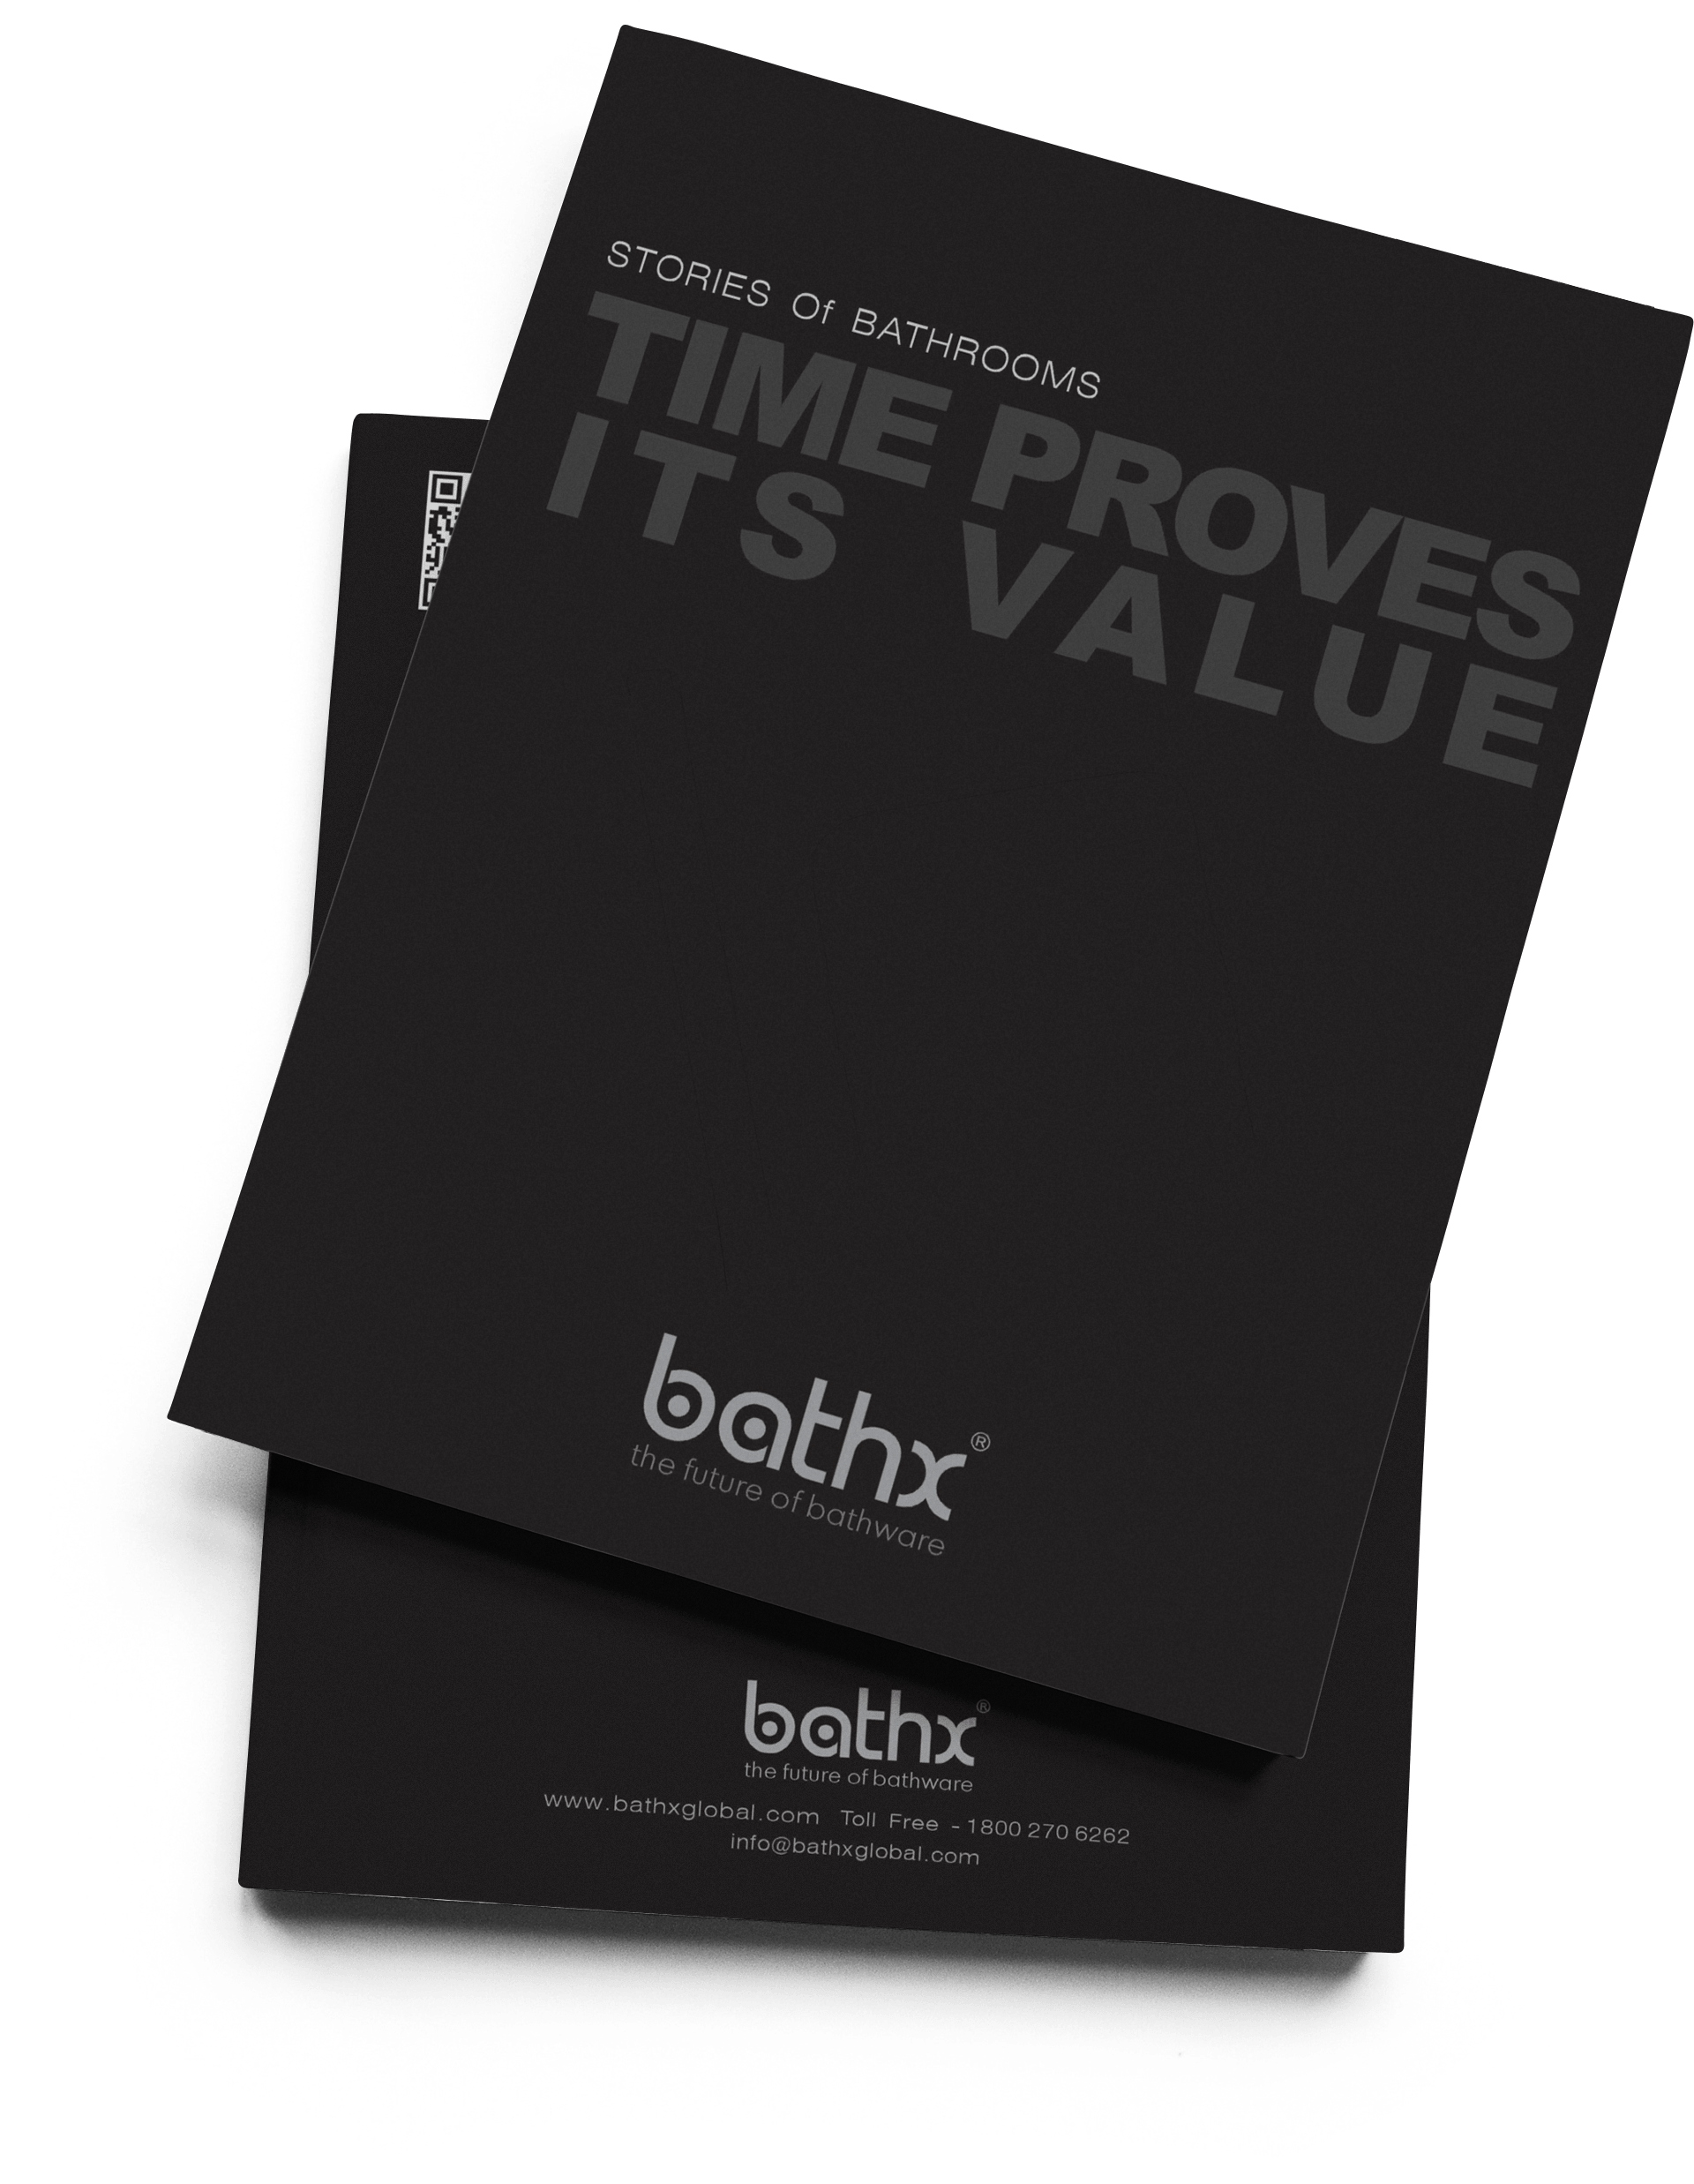 STORIES Of BATHROOMS
TIME PROVES
ITS VALUE
bathx®
the future of bathware
bathx®
the future of bathware
www.bathxglobal.com Toll Free - 1800 270 6262
info@bathxglobal.com